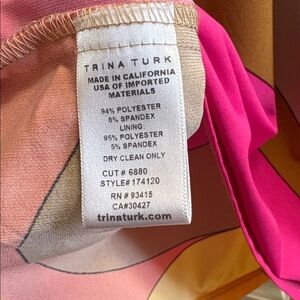 TRINA TURK
MADE IN CALIFORNIA
USA OF IMPORTED
MATERIALS
94% POLYESTER
6% SPANDEX
LINING:
95% POLYESTER
5% SPANDEX
DRY CLEAN ONLY
CUT # 6880
STYLE# 174120
RN # 93415
CA#30427
trinaturk.com